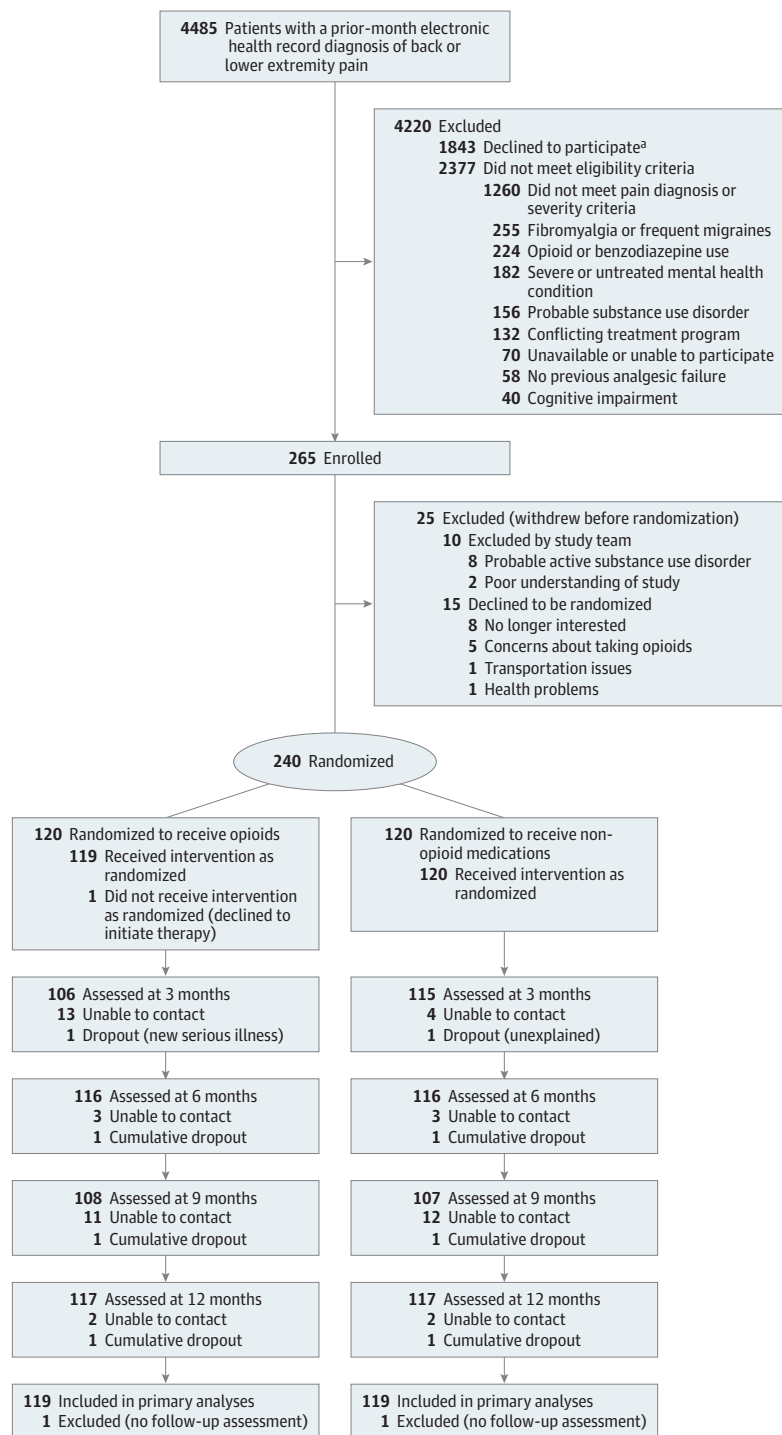 4485 Patients with a prior-month electronic
health record diagnosis of back or
lower extremity pain
4220 Excluded
1843 Declined to participatea
2377 Did not meet eligibility criteria
1260 Did not meet pain diagnosis or
severity criteria
255 Fibromyalgia or frequent migraines
224 Opioid or benzodiazepine use
182 Severe or untreated mental health
condition
156 Probable substance use disorder
132 Conflicting treatment program
70 Unavailable or unable to participate
58 No previous analgesic failure
40 Cognitive impairment
265 Enrolled
25 Excluded (withdrew before randomization)
10 Excluded by study team
8 Probable active substance use disorder
2 Poor understanding of study
15 Declined to be randomized
8 No longer interested
5 Concerns about taking opioids
1 Transportation issues
1 Health problems
240 Randomized
120 Randomized to receive opioids
119 Received intervention as
randomized
1 Did not receive intervention
as randomized (declined to
initiate therapy)
120 Randomized to receive non-
opioid medications
120 Received intervention as
randomized
106 Assessed at 3 months
13 Unable to contact
1 Dropout (new serious illness)
115 Assessed at 3 months
4 Unable to contact
1 Dropout (unexplained)
116 Assessed at 6 months
3 Unable to contact
1 Cumulative dropout
116 Assessed at 6 months
3 Unable to contact
1 Cumulative dropout
108 Assessed at 9 months
11 Unable to contact
1 Cumulative dropout
107 Assessed at 9 months
12 Unable to contact
1 Cumulative dropout
117 Assessed at 12 months
2 Unable to contact
1 Cumulative dropout
117 Assessed at 12 months
2 Unable to contact
1 Cumulative dropout
119 Included in primary analyses
1 Excluded (no follow-up assessment)
119 Included in primary analyses
1 Excluded (no follow-up assessment)